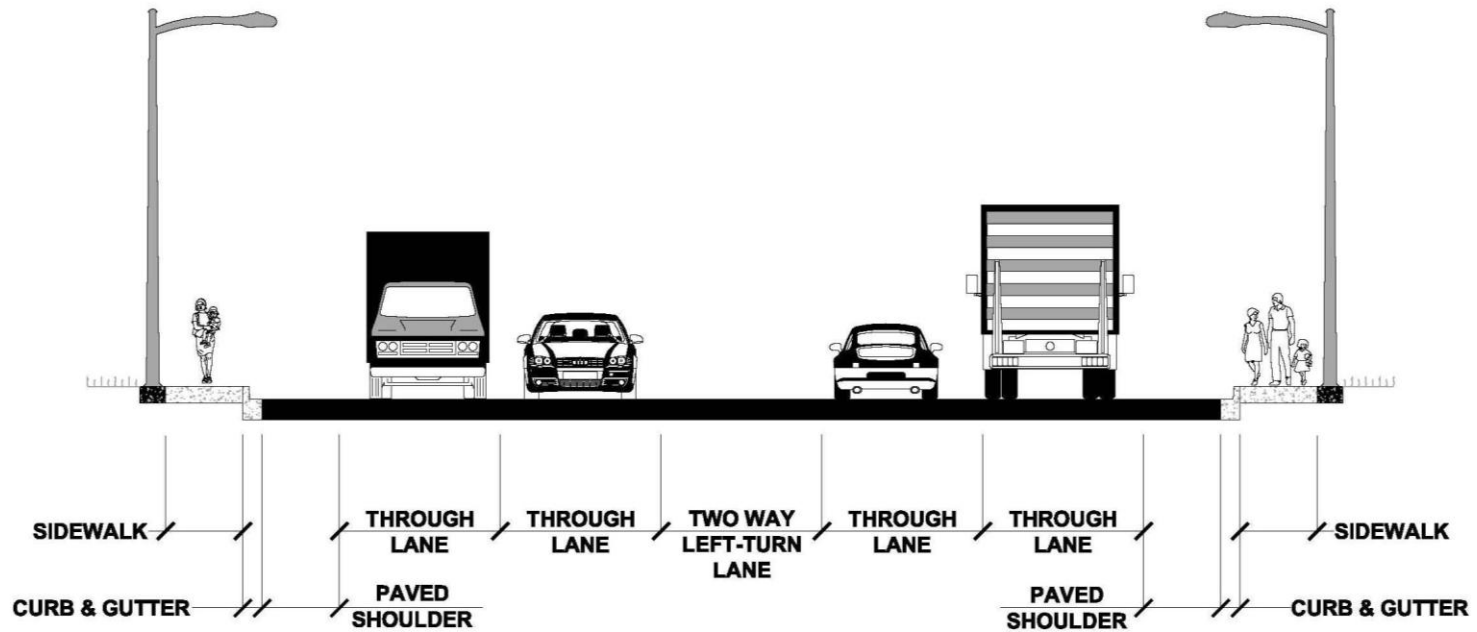 SIDEWALK
THROUGH
LANE
THROUGH
LANE
TWO WAY
LEFT-TURN
LANE
THROUGH
LANE
THROUGH
LANE
SIDEWALK
CURB & GUTTER
PAVED
SHOULDER
PAVED
SHOULDER
CURB & GUTTER